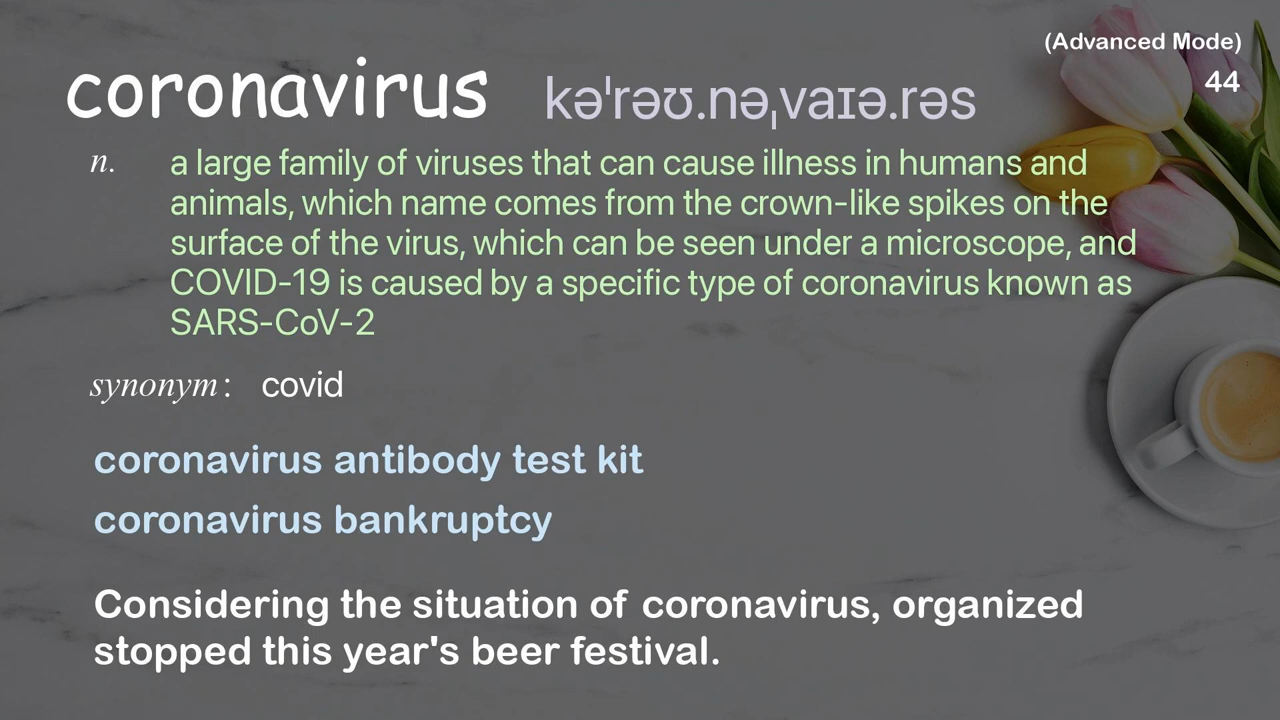 (Advanced Mode)
44
coronavirus kəˈrəʊ.nəˌvaɪə.rəs
n. a large family of viruses that can cause illness in humans and
animals, which name comes from the crown-like spikes on the
surface of the virus, which can be seen under a microscope, and
COVID-19 is caused by a specific type of coronavirus known as
SARS-CoV-2
synonym: covid
coronavirus antibody test kit
coronavirus bankruptcy
Considering the situation of coronavirus, organized
stopped this year's beer festival.